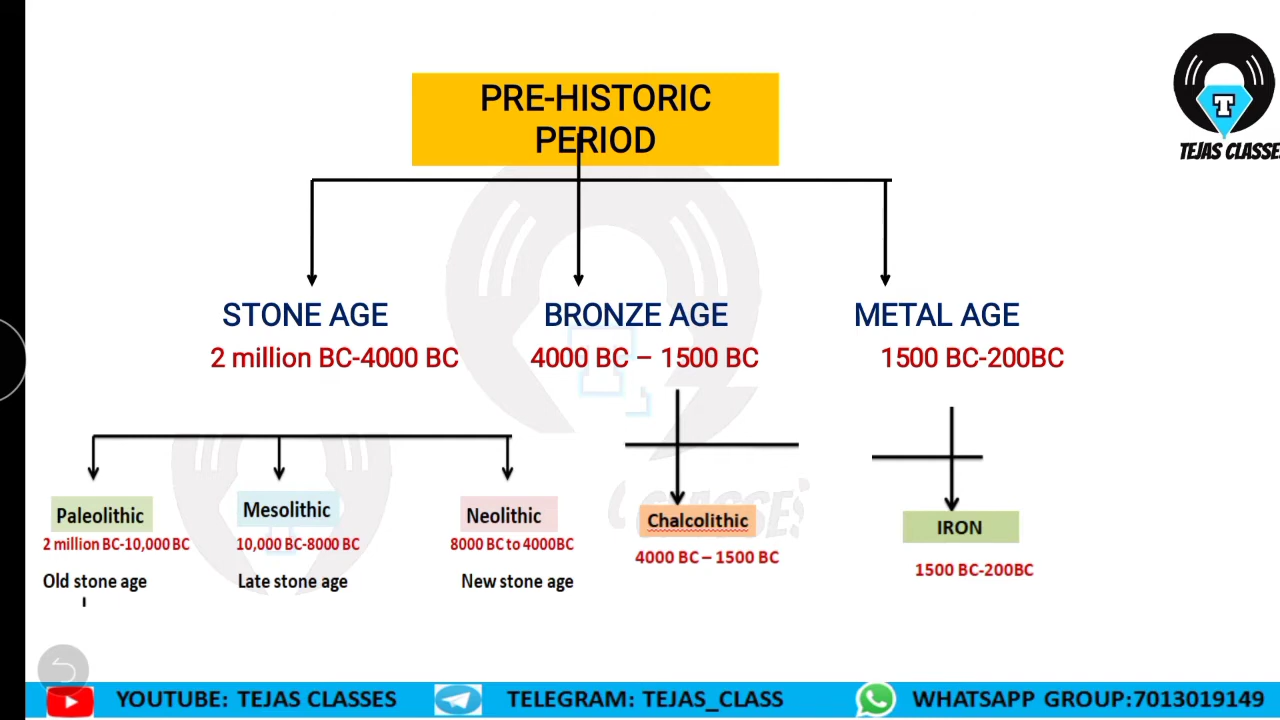 PRE-HISTORIC
PERIOD
T
TEJAS CLASSE
STONE AGE
BRONZE AGE
METAL AGE
2 million BC-4000 BC
4000 BC – 1500 BC
1500 BC-200BC
Paleolithic
Mesolithic
Neolithic
Chalcolithic
IRON
2 million BC-10,000 BC
10,000 BC-8000 BC
8000 BC to 4000BC
4000 BC – 1500 BC
1500 BC-200BC
Old stone age
Late stone age
New stone age
YOUTUBE: TEJAS CLASSES
TELEGRAM: TEJAS_CLASS
WHATSAPP GROUP:7013019149